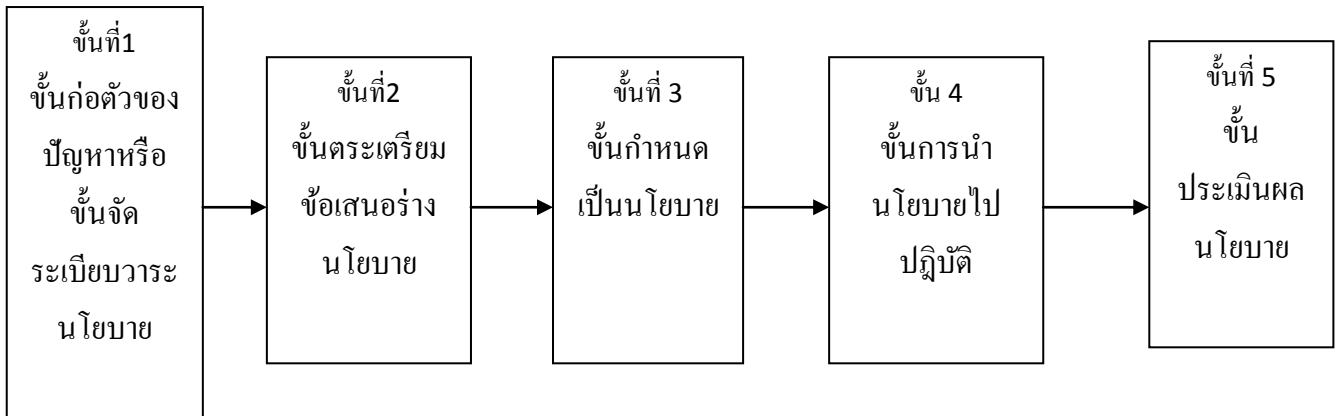 ขั้นที่1
ขั้นก่อตัวของ
ปัญหาหรือ
ขั้นจัด
ระเบียบวาระ
นโยบาย
ขั้นที่2
ขั้นตระเตรียม
ข้อเสนอร่าง
นโยบาย
ขั้นที่ 3
ขั้นกำหนด
เป็นนโยบาย
ขั้น 4
ขั้นการนำ
นโยบายไป
ปฎิบัติ
ขั้นที่ 5
ขั้น
ประเมินผล
นโยบาย